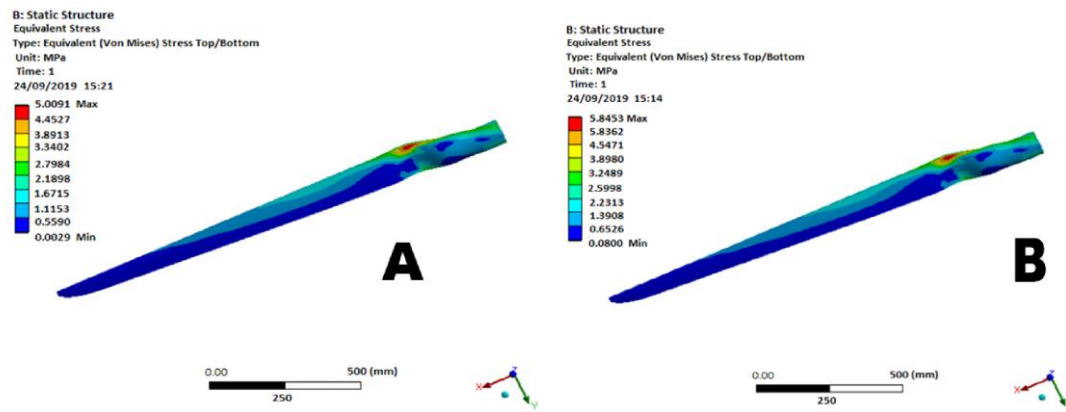 B: Static Structure
Equivalent Stress
Type: Equivalent (Von Mises) Stress Top/Bottom
Unit: MPa
Time: 1
24/09/2019 15:21
5.0091 Max
4.4527
3.8913
3.3402
2.7984
2.1898
1.6715
1.1153
0.5590
0.0029 Min
A
0.00
500 (mm)
250
X
Z
Y
B: Static Structure
Equivalent Stress
Type: Equivalent (Von Mises) Stress Top/Bottom
Unit: MPa
Time: 1
24/09/2019 15:14
5.8453 Max
5.8362
4.5471
3.8980
3.2489
2.5998
2.2313
1.3908
0.6526
0.0800 Min
B
0.00
500 (mm)
250
X
Z
Y